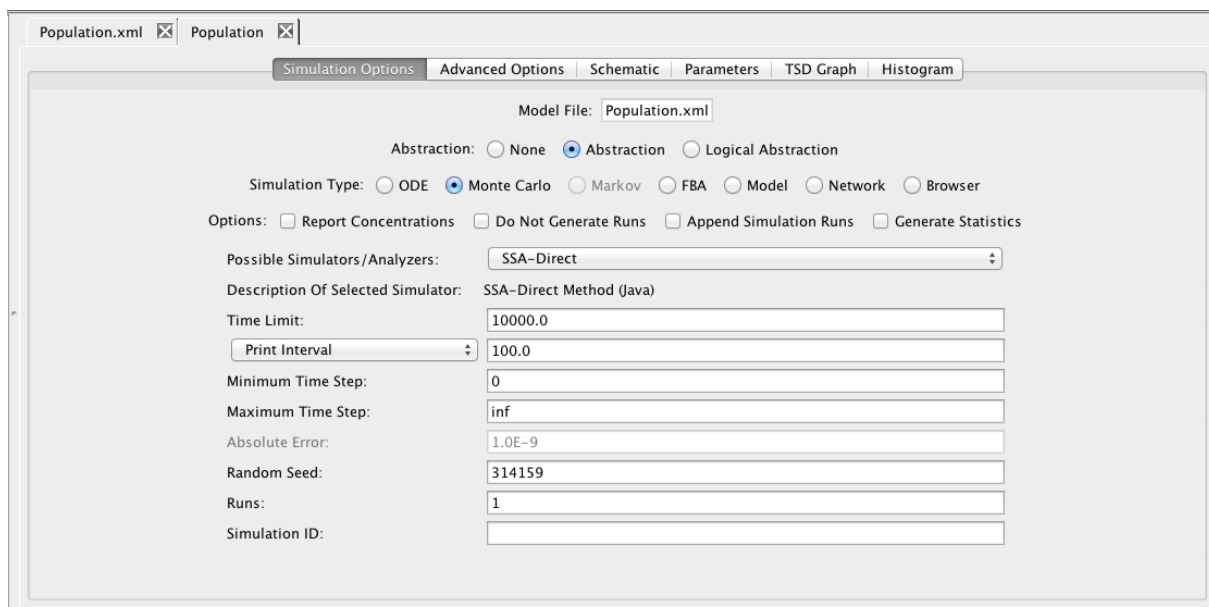 Population.xml Population
Simulation Options Advanced Options Schematic Parameters TSD Graph Histogram
Model File: Population.xml
Abstraction: None Abstraction Logical Abstraction
Simulation Type: ODE Monte Carlo Markov FBA Model Network Browser
Options: Report Concentrations Do Not Generate Runs Append Simulation Runs Generate Statistics
Possible Simulators/Analyzers: SSA-Direct
Description Of Selected Simulator: SSA-Direct Method (Java)
Time Limit: 10000.0
Print Interval 100.0
Minimum Time Step: 0
Maximum Time Step: inf
Absolute Error: 1.0E-9
Random Seed: 314159
Runs: 1
Simulation ID: